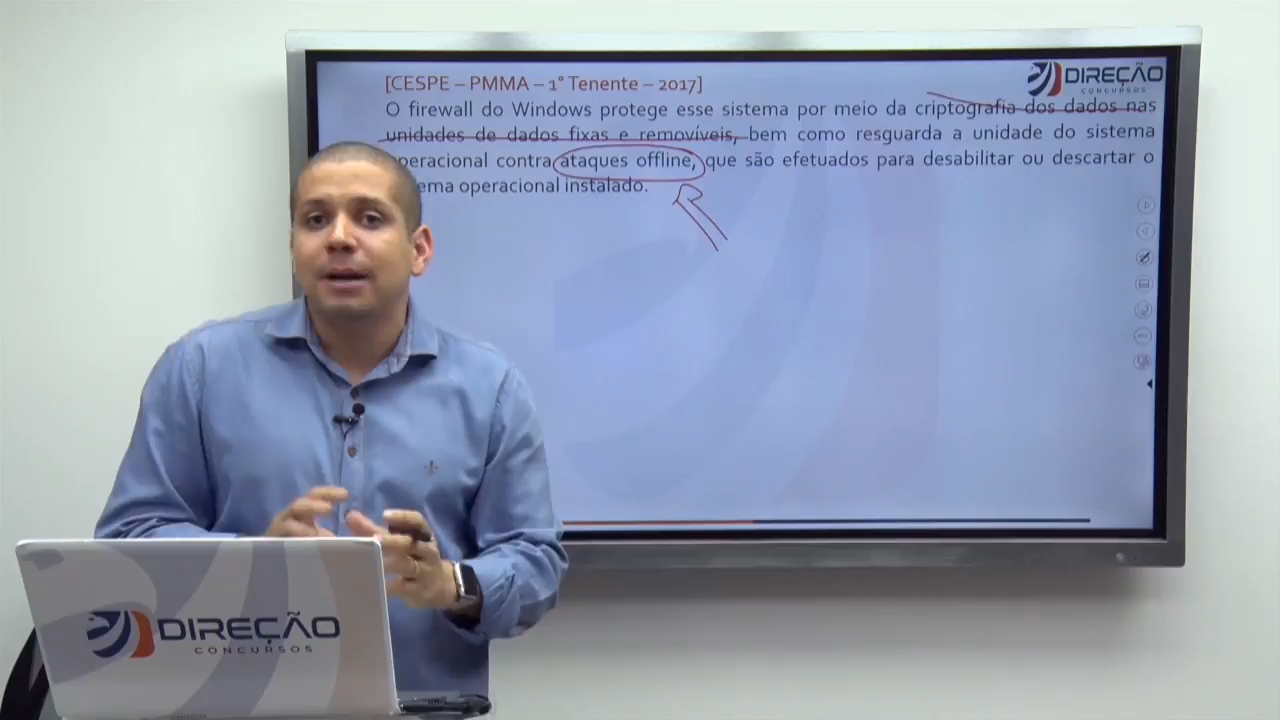 [CESPE – PMMA – 1° Tenente – 2017]
DIREÇÃO
CONCURSOS
O firewall do Windows protege esse sistema por meio da criptografia dos dados nas
unidades de dados fixas e removíveis, bem como resguarda a unidade do sistema
operacional contra ataques offline, que são efetuados para desabilitar ou descartar o
ema operacional instalado.
DIREÇÃO
CONCURSOS